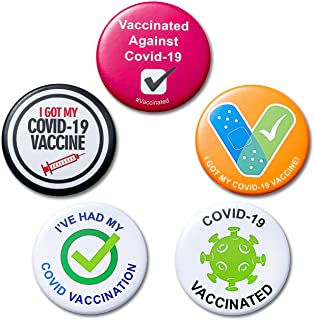 Vaccinated
Against
Covid-19
#Vaccinated
I GOT MY
COVID-19
VACCINE
I GOT MY COVID-19 VACCINE!
I'VE HAD MY
COVID VACCINATION
COVID-19
VACCINATED